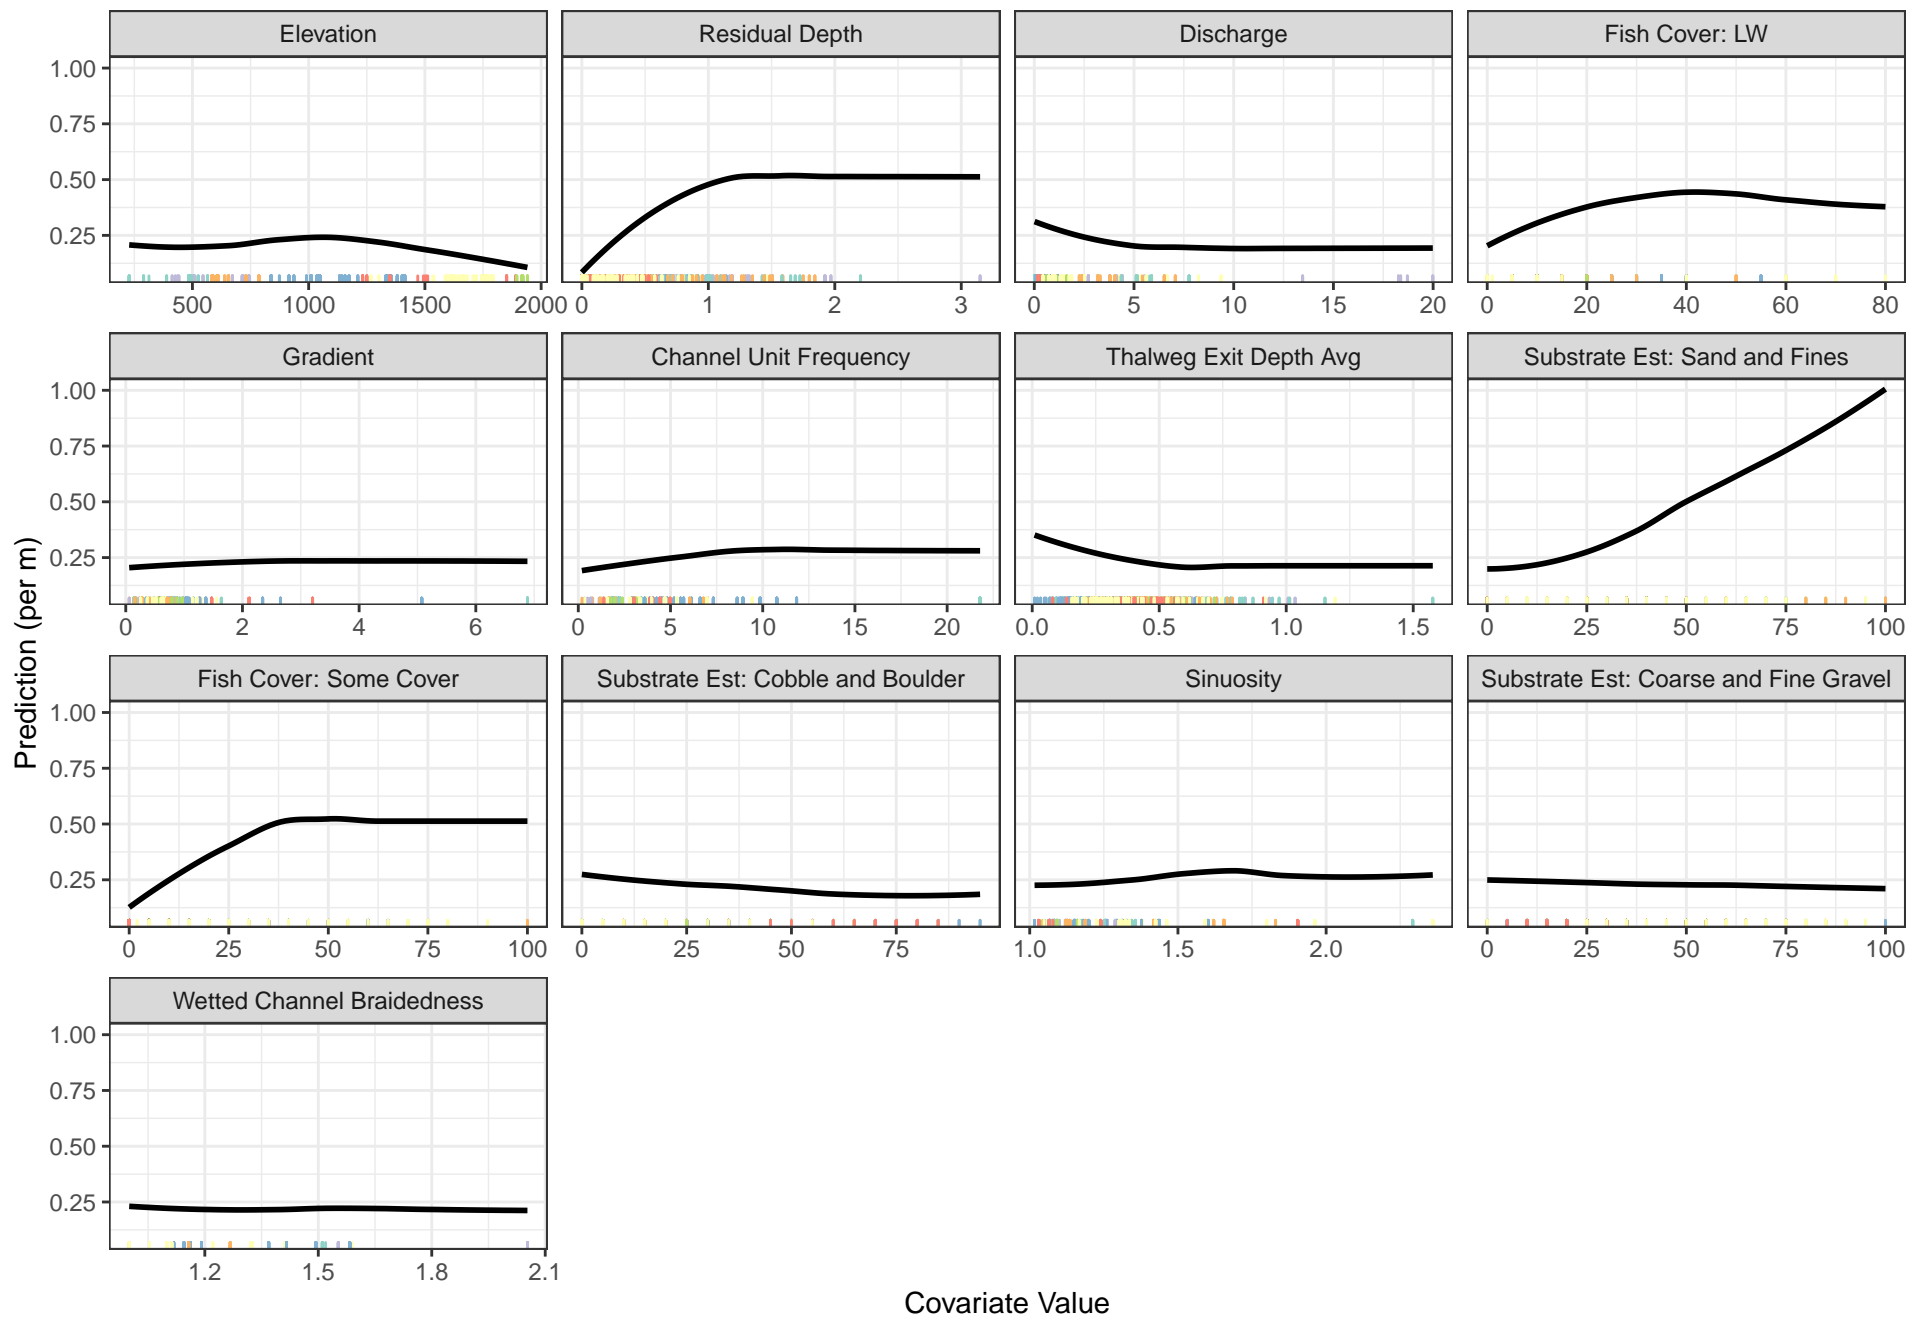 Elevation Residual Depth Discharge Fish Cover: LW
1.00
0.75
0.50
0.25
500 1000 1500 2000 0 1 2 3 0 5 10 15 20 0 20 40 60 80
Gradient Channel Unit Frequency Thalweg Exit Depth Avg Substrate Est: Sand and Fines
1.00
0.75
0.50
0.25
0 2 4 6 0 5 10 15 20 0.0 0.5 1.0 1.5 0 25 50 75 100
Prediction (per m)
Fish Cover: Some Cover Substrate Est: Cobble and Boulder Sinuosity Substrate Est: Coarse and Fine Gravel
1.00
0.75
0.50
0.25
0 25 50 75 100 0 25 50 75 1.0 1.5 2.0 0 25 50 75 100
Wetted Channel Braidedness
1.00
0.75
0.50
0.25
1.2 1.5 1.8 2.1
Covariate Value